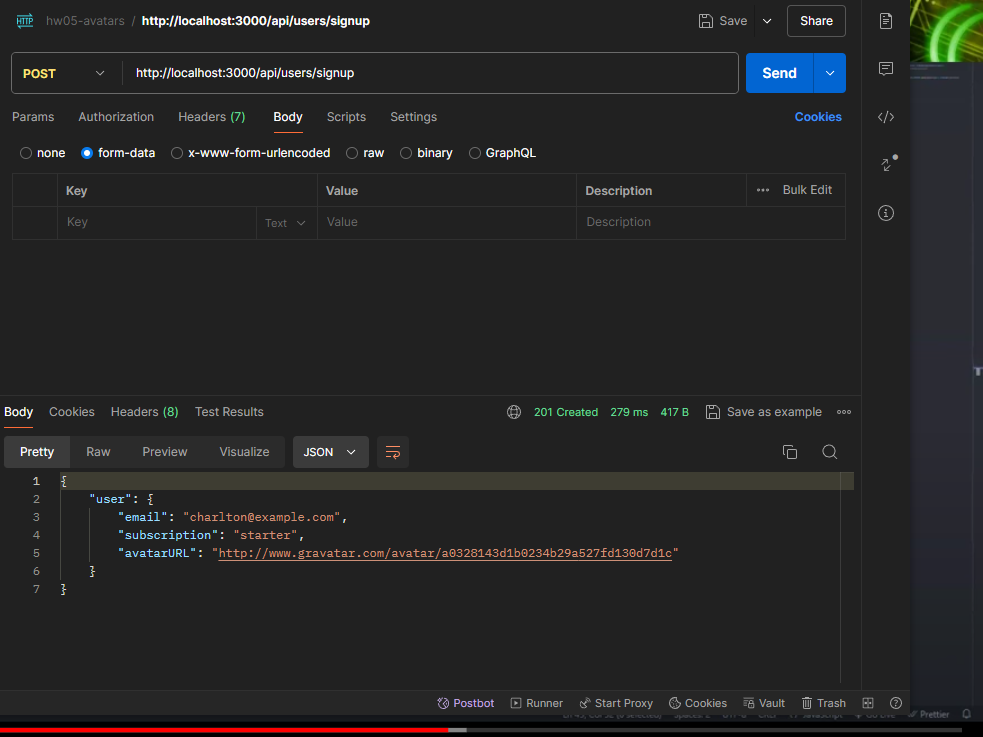 HTTP hw05-avatars / http://localhost:3000/api/users/signup Save Share
POST http://localhost:3000/api/users/signup Send
Params Authorization Headers (7) Body Scripts Settings Cookies
none form-data x-www-form-urlencoded raw binary GraphQL
Key Value Description ••• Bulk Edit
Key Text Value Description
Body Cookies Headers (8) Test Results 201 Created 279 ms 417 B Save as example
Pretty Raw Preview Visualize JSON
1 {
2 "user": {
3 "email": "charlton@example.com",
4 "subscription": "starter",
5 "avatarURL": "http://www.gravatar.com/avatar/a0328143d1b0234b29a527fd130d7d1c"
6 }
7 }
Postbot Runner Start Proxy Cookies Vault Trash
Prettier